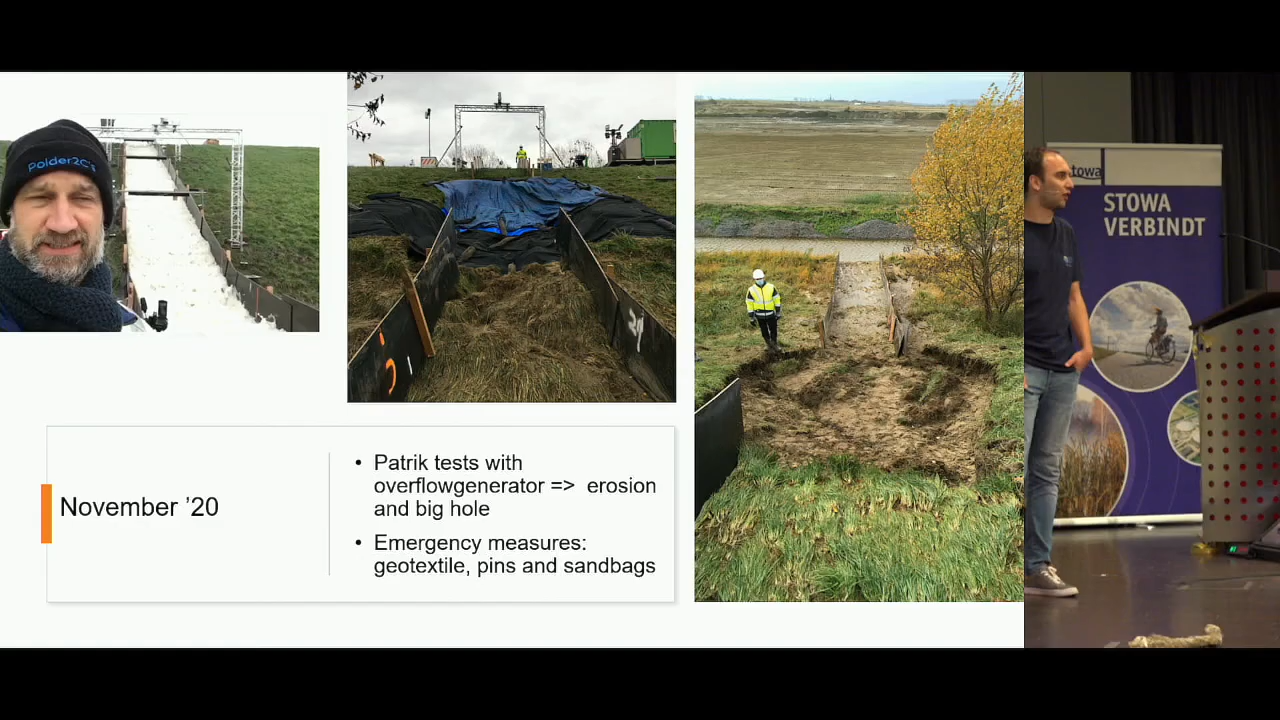 Polder2C's
November ’20
• Patrik tests with
overflowgenerator => erosion
and big hole
• Emergency measures:
geotextile, pins and sandbags
stowa
STOWA
VERBINDT